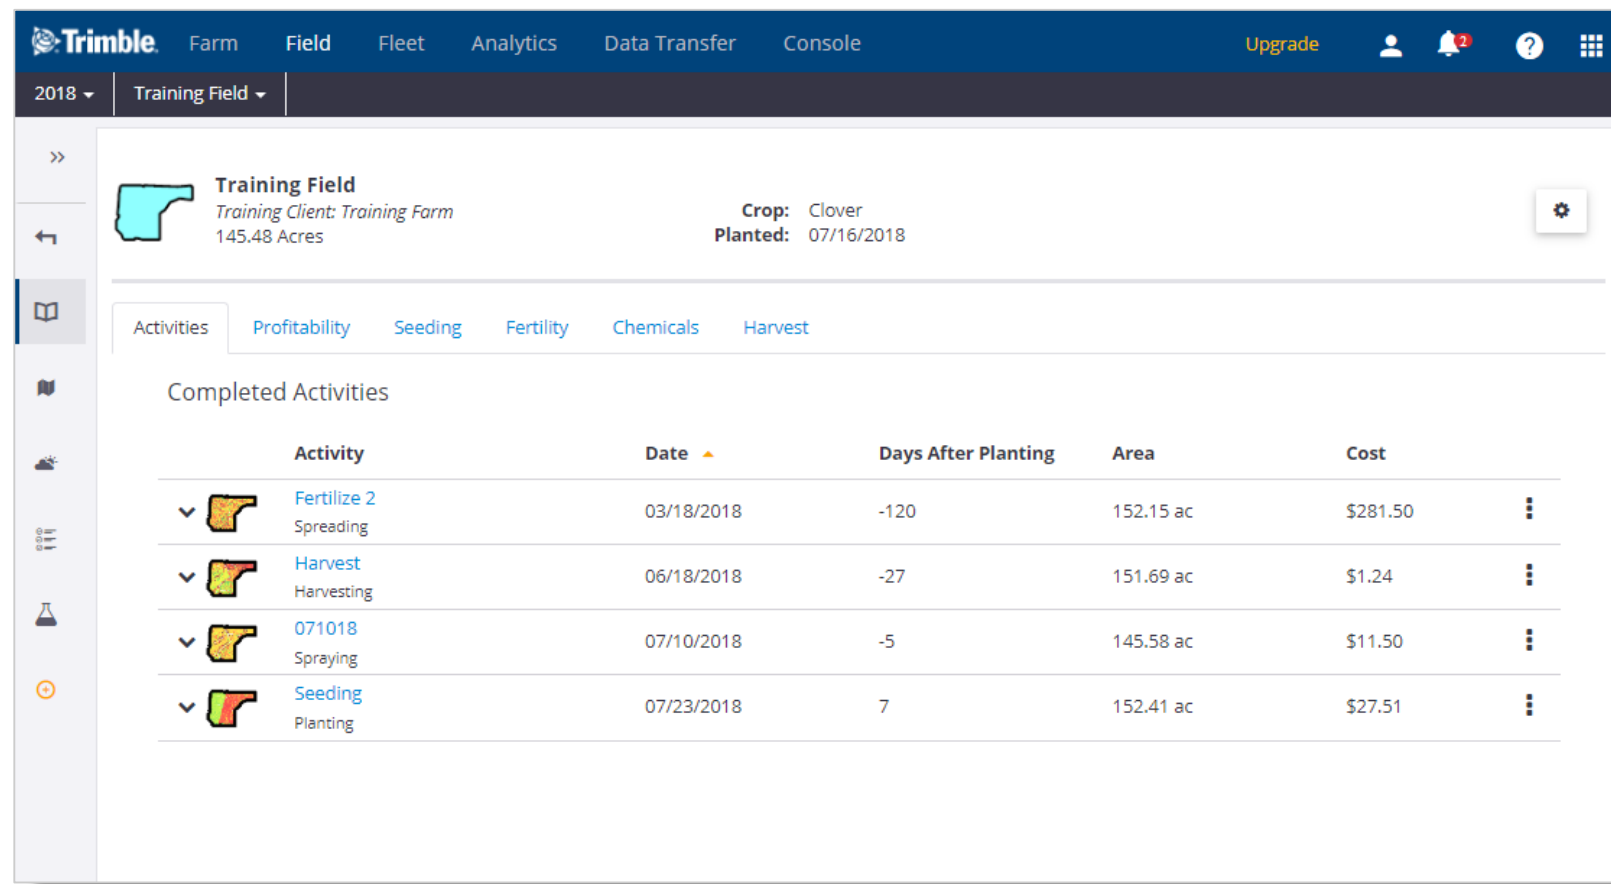 Trimble. Farm Field Fleet Analytics Data Transfer Console Upgrade 2
2018 Training Field
Training Field
Training Client: Training Farm
145.48 Acres
Crop: Clover
Planted: 07/16/2018
Activities Profitability Seeding Fertility Chemicals Harvest
Completed Activities
Activity Date Days After Planting Area Cost
Fertilize 2
Spreading
03/18/2018 -120 152.15 ac $281.50
Harvest
Harvesting
06/18/2018 -27 151.69 ac $1.24
071018
Spraying
07/10/2018 -5 145.58 ac $11.50
Seeding
Planting
07/23/2018 7 152.41 ac $27.51